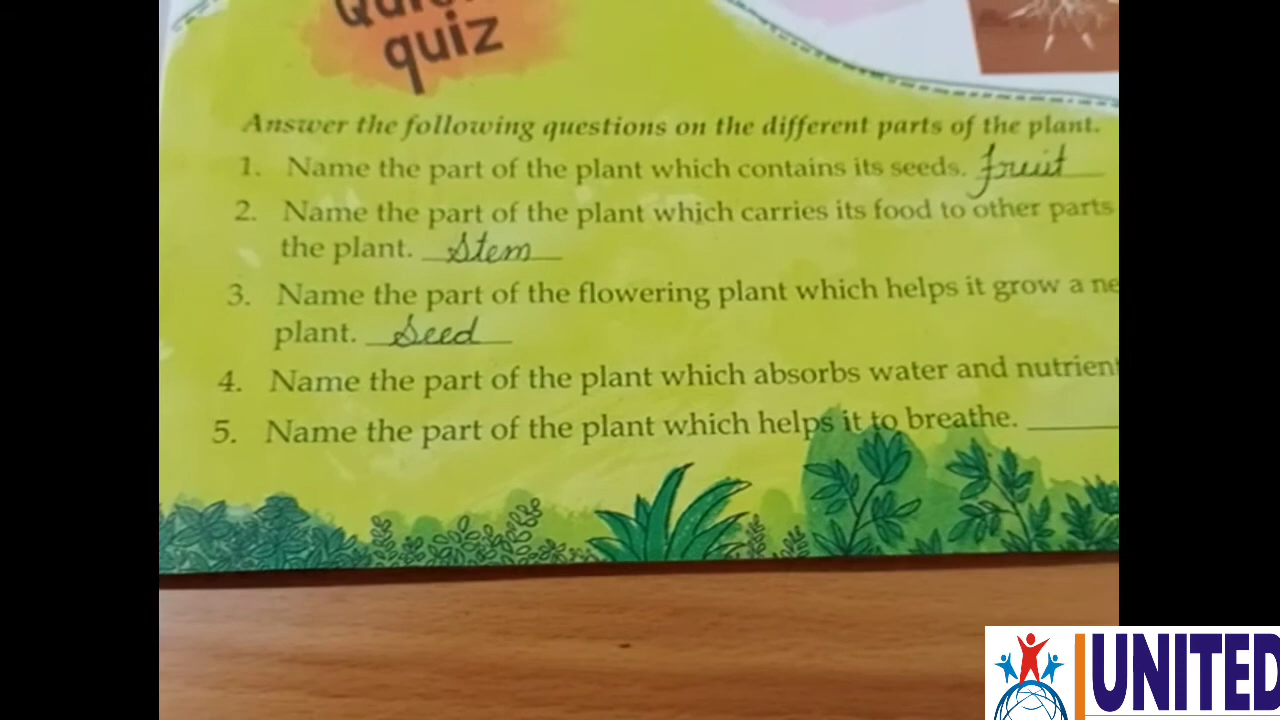 quiz
Answer the following questions on the different parts of the plant.
1. Name the part of the plant which contains its seeds. fruit
2. Name the part of the plant which carries its food to other parts
the plant. Stem
3. Name the part of the flowering plant which helps it grow a ne
plant. Seed
4. Name the part of the plant which absorbs water and nutrient
5. Name the part of the plant which helps it to breathe.
UNITED